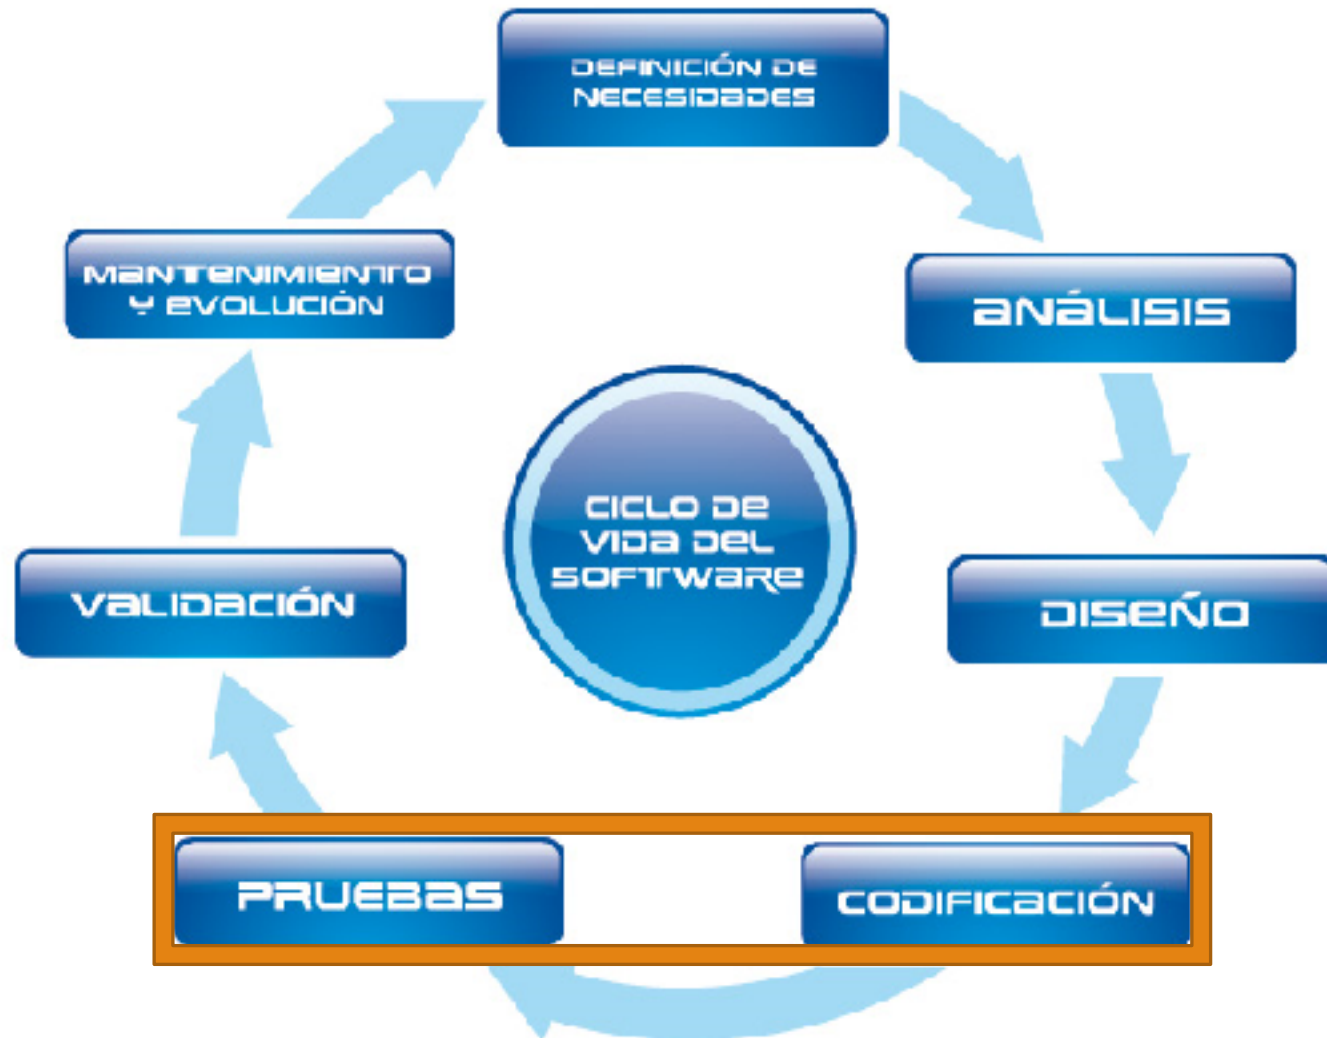 DEFINICIÓN DE
NECESIDADES
ANÁLISIS
DISEÑO
CODIFICACIÓN
PRUEBAS
VALIDACIÓN
MANTENIMIENTO
Y EVOLUCIÓN
CICLO DE
VIDA DEL
SOFTWARE